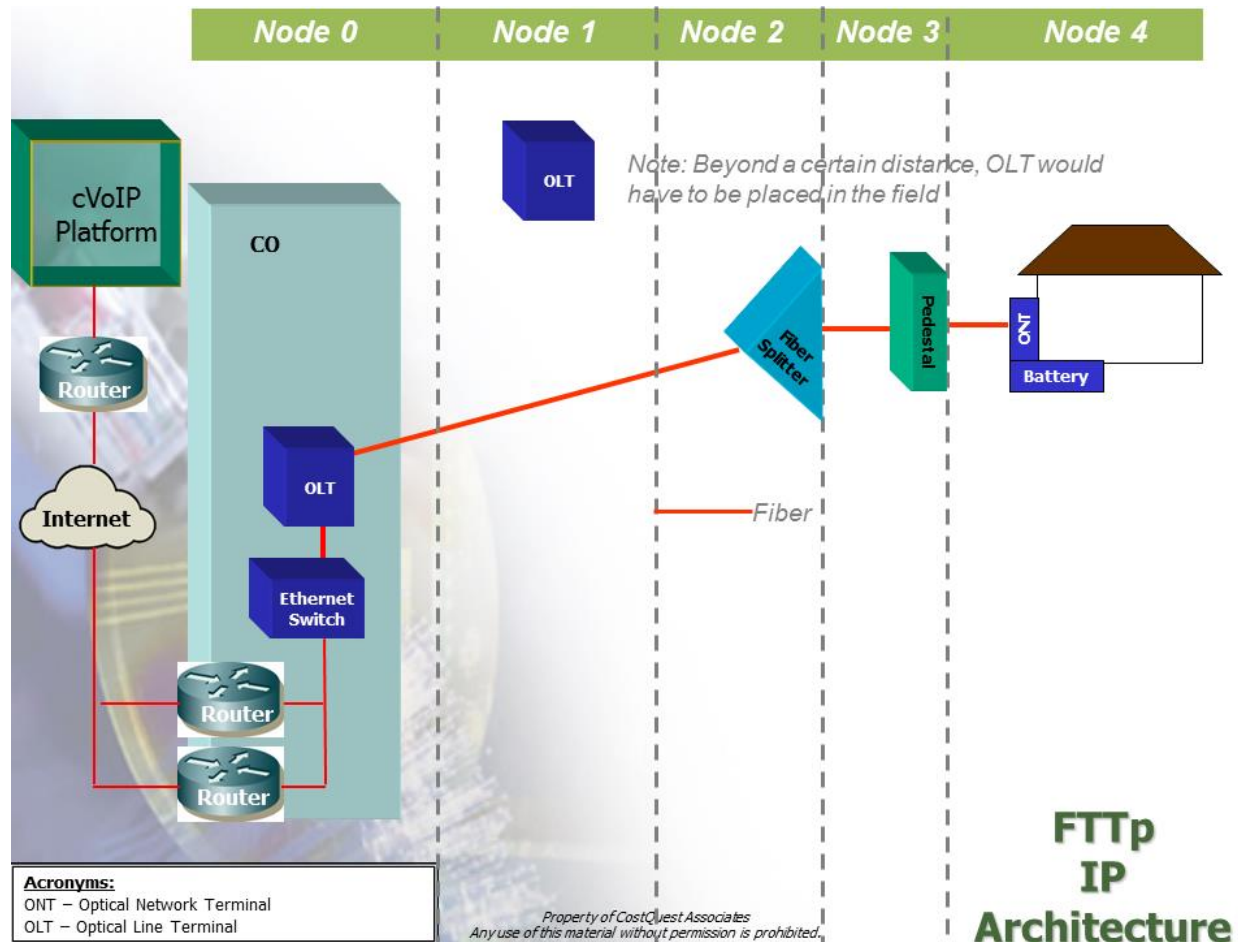 Node 0
Node 1
Node 2
Node 3
Node 4
cVoIP
Platform
CO
OLT
Note: Beyond a certain distance, OLT would
have to be placed in the field
Router
Fiber
Splitter
Pedestal
ONT
Battery
OLT
Internet
Fiber
Ethernet
Switch
Router
Router
FTTp
IP
Architecture
Acronyms:
ONT – Optical Network Terminal
OLT – Optical Line Terminal
Property of CostQuest Associates
Any use of this material without permission is prohibited.